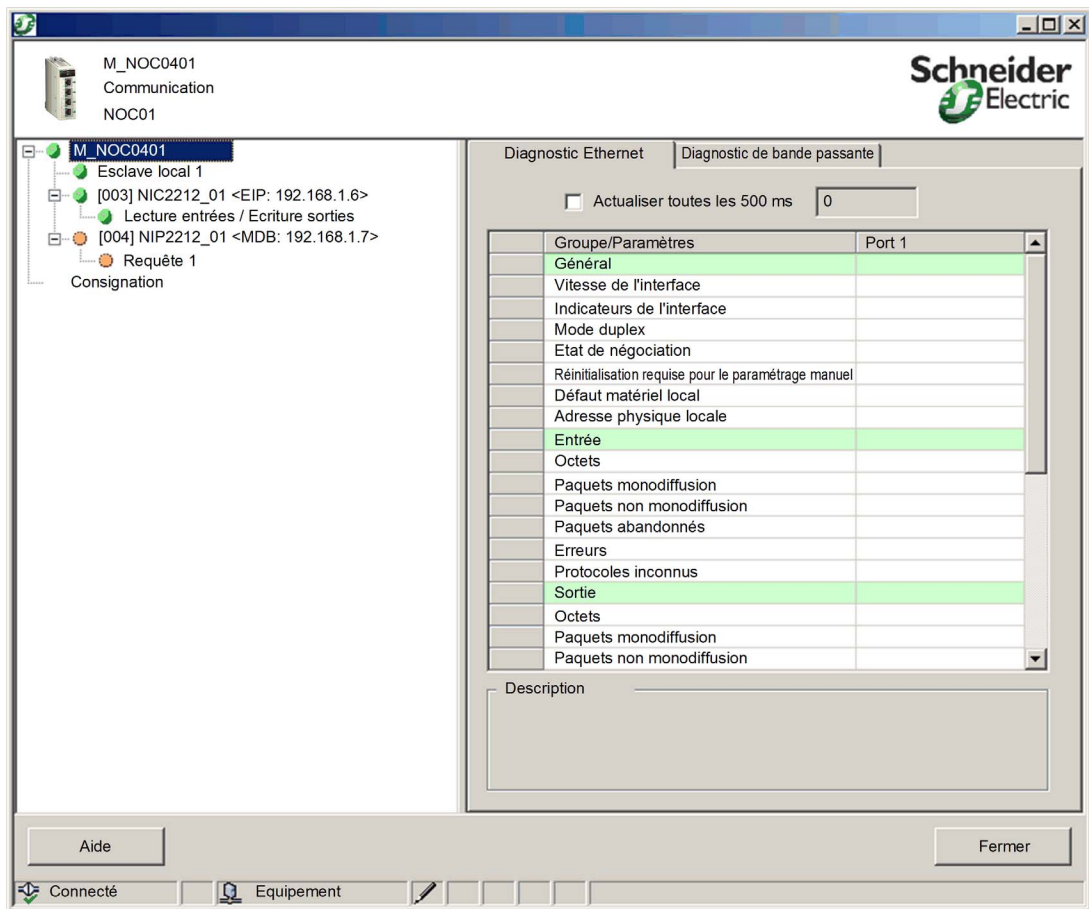 M_NOC0401
Communication
NOC01
Schneider
Electric
M_NOC0401
Esclave local 1
[003] NIC2212_01 <EIP: 192.168.1.6>
Lecture entrées / Ecriture sorties
[004] NIP2212_01 <MDB: 192.168.1.7>
Requête 1
Consignation
Diagnostic Ethernet
Diagnostic de bande passante
Actualiser toutes les 500 ms
0
Groupe/Paramètres Port 1
Général
Vitesse de l'interface
Indicateurs de l'interface
Mode duplex
Etat de négociation
Réinitialisation requise pour le paramétrage manuel
Défaut matériel local
Adresse physique locale
Entrée
Octets
Paquets monodiffusion
Paquets non monodiffusion
Paquets abandonnés
Erreurs
Protocoles inconnus
Sortie
Octets
Paquets monodiffusion
Paquets non monodiffusion
Description
Aide
Fermer
Connecté
Equipement